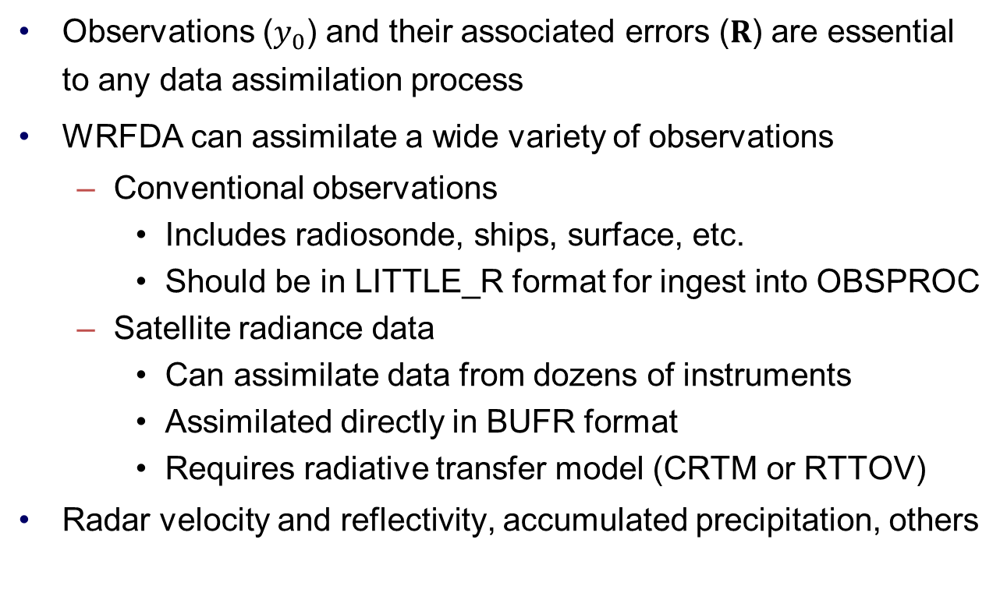 • Observations (𝑦₀) and their associated errors (𝐑) are essential
to any data assimilation process
• WRFDA can assimilate a wide variety of observations
– Conventional observations
• Includes radiosonde, ships, surface, etc.
• Should be in LITTLE_R format for ingest into OBSPROC
– Satellite radiance data
• Can assimilate data from dozens of instruments
• Assimilated directly in BUFR format
• Requires radiative transfer model (CRTM or RTTOV)
• Radar velocity and reflectivity, accumulated precipitation, others